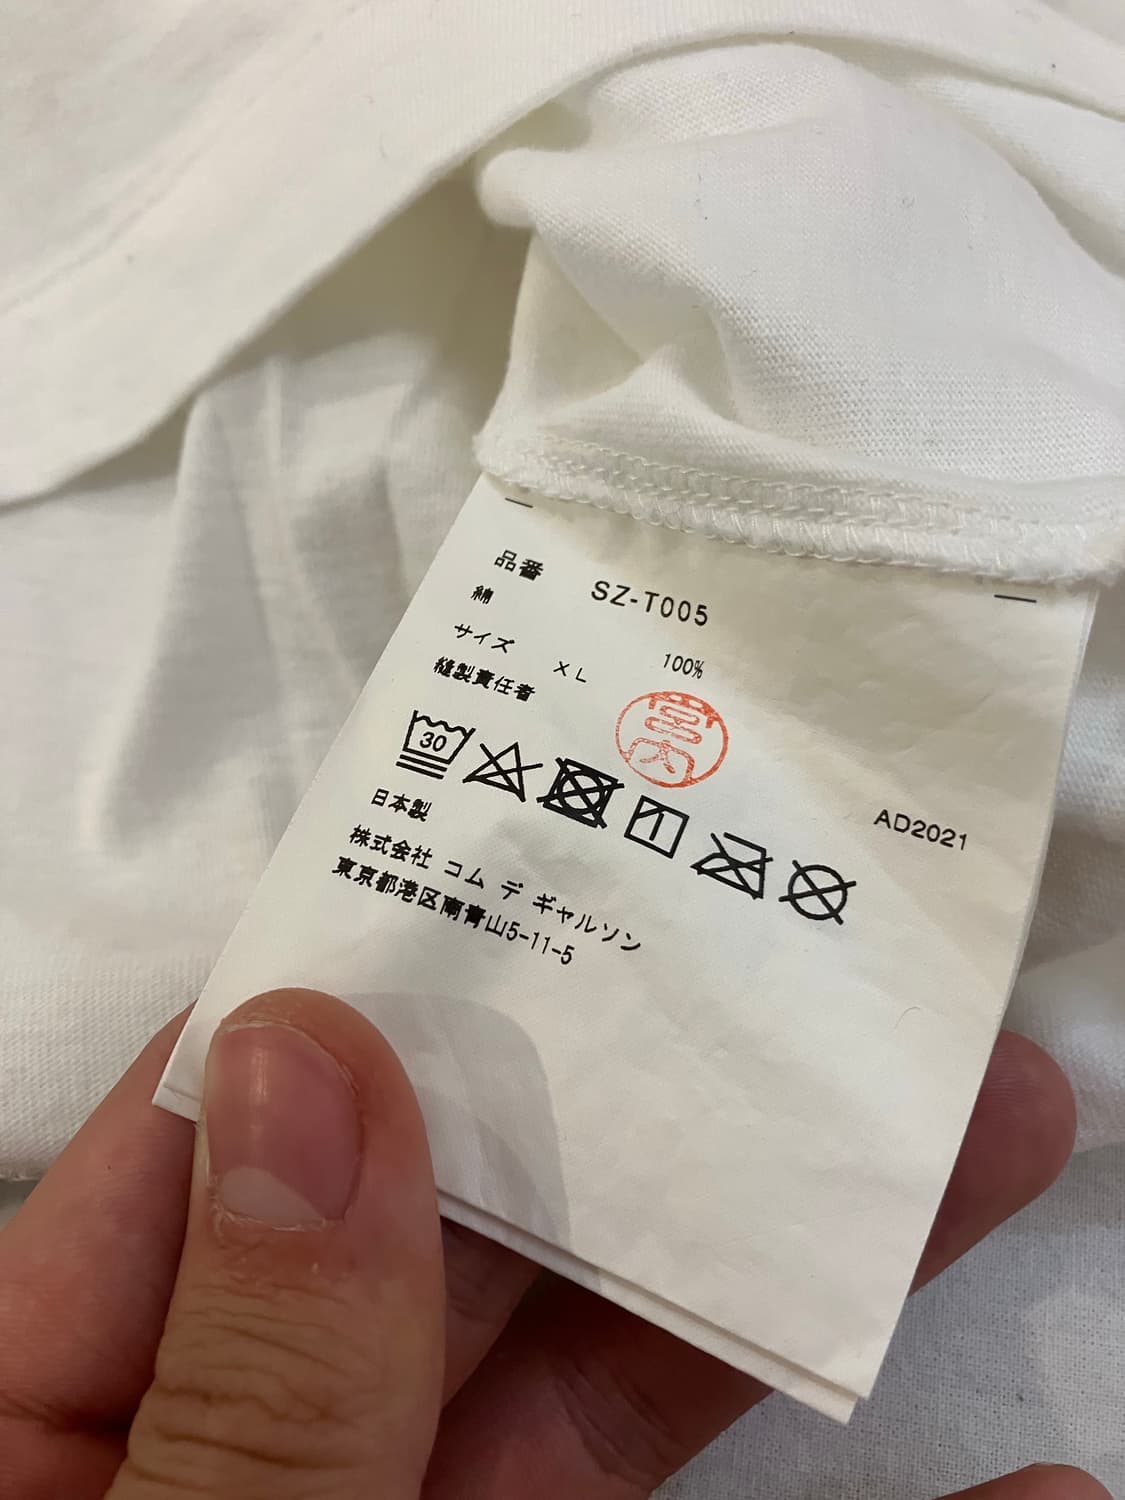 品番 SZ-T005
綿 100%
サイズ XL
縫製責任者
30
日本製 AD2021
株式会社 コム デ ギャルソン
東京都港区南青山5-11-5